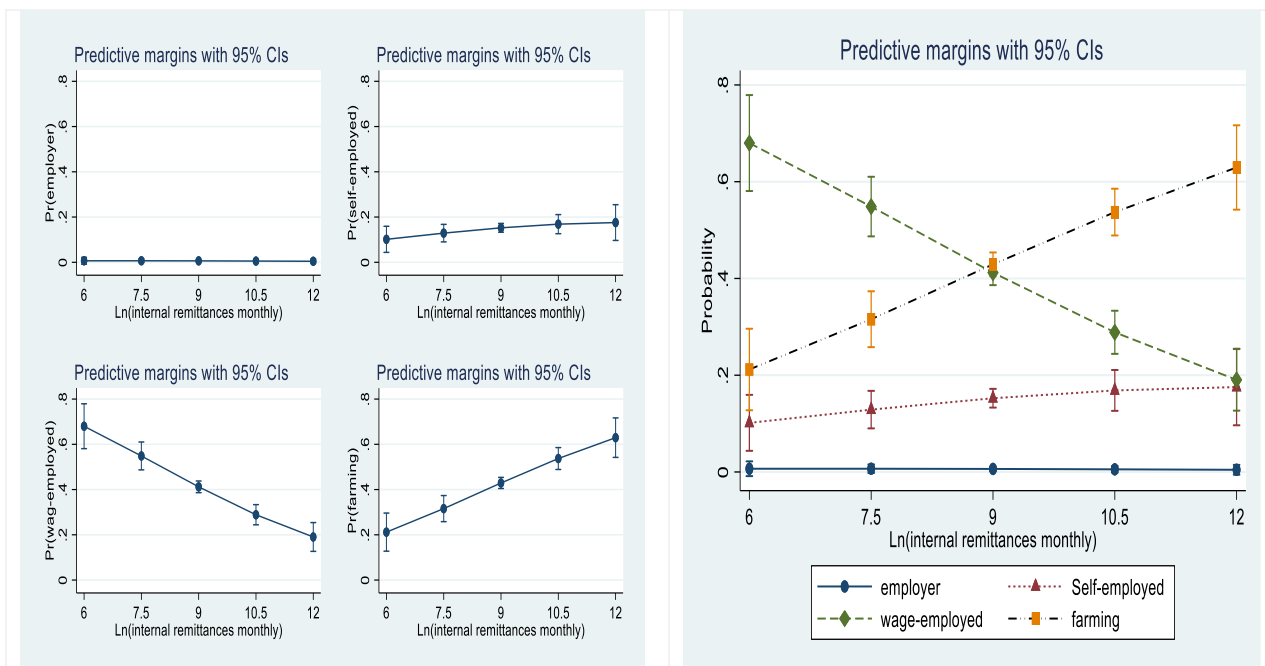 Predictive margins with 95% CIs
Pr(employer)
.8
.6
.4
.2
0
6 7.5 9 10.5 12
Ln(internal remittances monthly)
Predictive margins with 95% CIs
Pr(self-employed)
.8
.6
.4
.2
0
6 7.5 9 10.5 12
Ln(internal remittances monthly)
Predictive margins with 95% CIs
Pr(wag-employed)
.8
.6
.4
.2
0
6 7.5 9 10.5 12
Ln(internal remittances monthly)
Predictive margins with 95% CIs
Pr(farming)
.8
.6
.4
.2
0
6 7.5 9 10.5 12
Ln(internal remittances monthly)
Predictive margins with 95% CIs
Probability
.8
.6
.4
.2
0
6 7.5 9 10.5 12
Ln(internal remittances monthly)
employer Self-employed
wage-employed farming